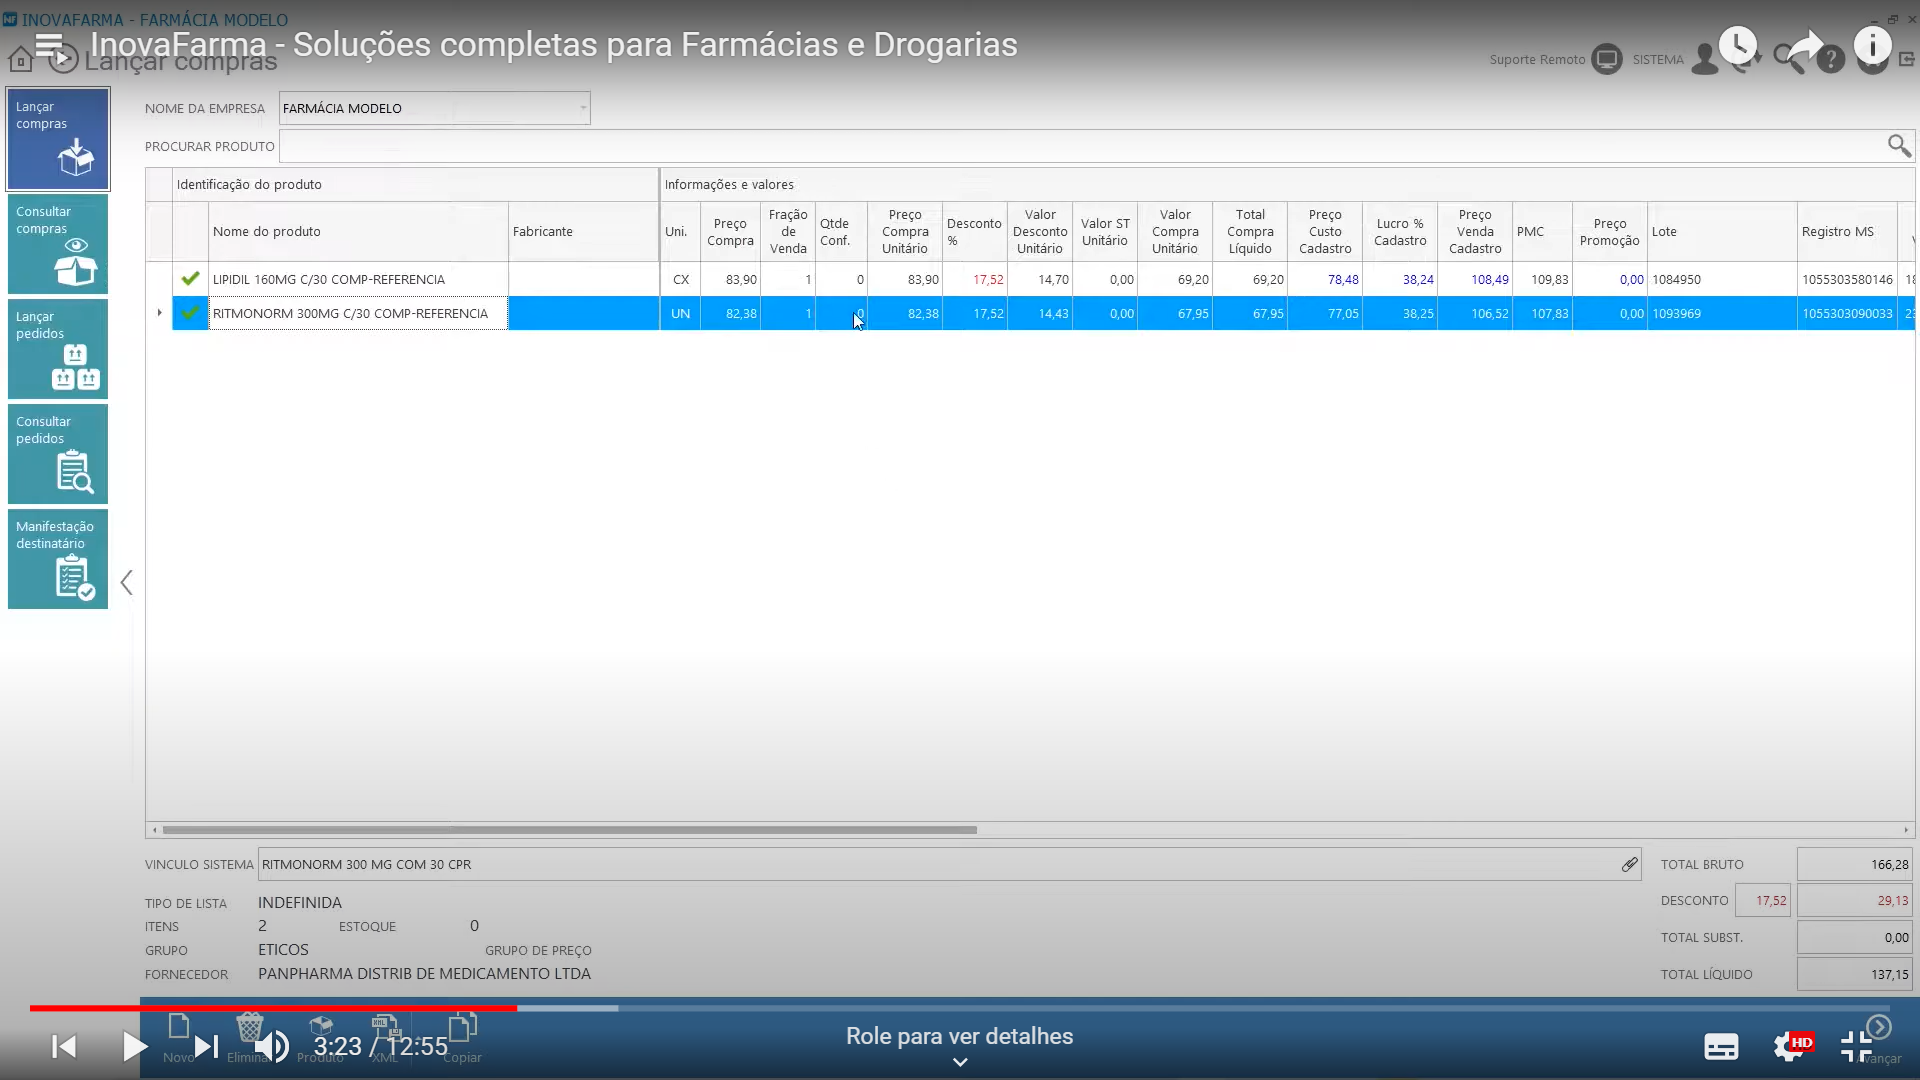 INOVAFARMA - FARMÁCIA MODELO
InovaFarma - Soluções completas para Farmácias e Drogarias
Lançar compras
Suporte Remoto
SISTEMA
Lançar
compras
Consultar
compras
Lançar
pedidos
Consultar
pedidos
Manifestação
destinatário
NOME DA EMPRESA FARMÁCIA MODELO
PROCURAR PRODUTO
Identificação do produto Informações e valores
Nome do produto Fabricante Uni. Preço Compra Fração de Venda Qtde Conf. Preço Compra Unitário Desconto % Valor Desconto Unitário Valor ST Unitário Valor Compra Unitário Total Compra Líquido Preço Custo Cadastro Lucro % Cadastro Preço Venda Cadastro PMC Preço Promoção Lote Registro MS
LIPIDIL 160MG C/30 COMP-REFERENCIA CX 83,90 1 0 83,90 17,52 14,70 0,00 69,20 69,20 78,48 38,24 108,49 109,83 0,00 1084950 1055303580146
RITMONORM 300MG C/30 COMP-REFERENCIA UN 82,38 1 0 82,38 17,52 14,43 0,00 67,95 67,95 77,05 38,25 106,52 107,83 0,00 1093969 1055303090033
VINCULO SISTEMA RITMONORM 300 MG COM 30 CPR
TIPO DE LISTA INDEFINIDA
ITENS 2 ESTOQUE 0
GRUPO ETICOS GRUPO DE PREÇO
FORNECEDOR PANPHARMA DISTRIB DE MEDICAMENTO LTDA
TOTAL BRUTO 166,28
DESCONTO 17,52 29,13
TOTAL SUBST. 0,00
TOTAL LÍQUIDO 137,15
Role para ver detalhes
3:23 / 12:55
HD
Novo
Produto
XML
Copiar